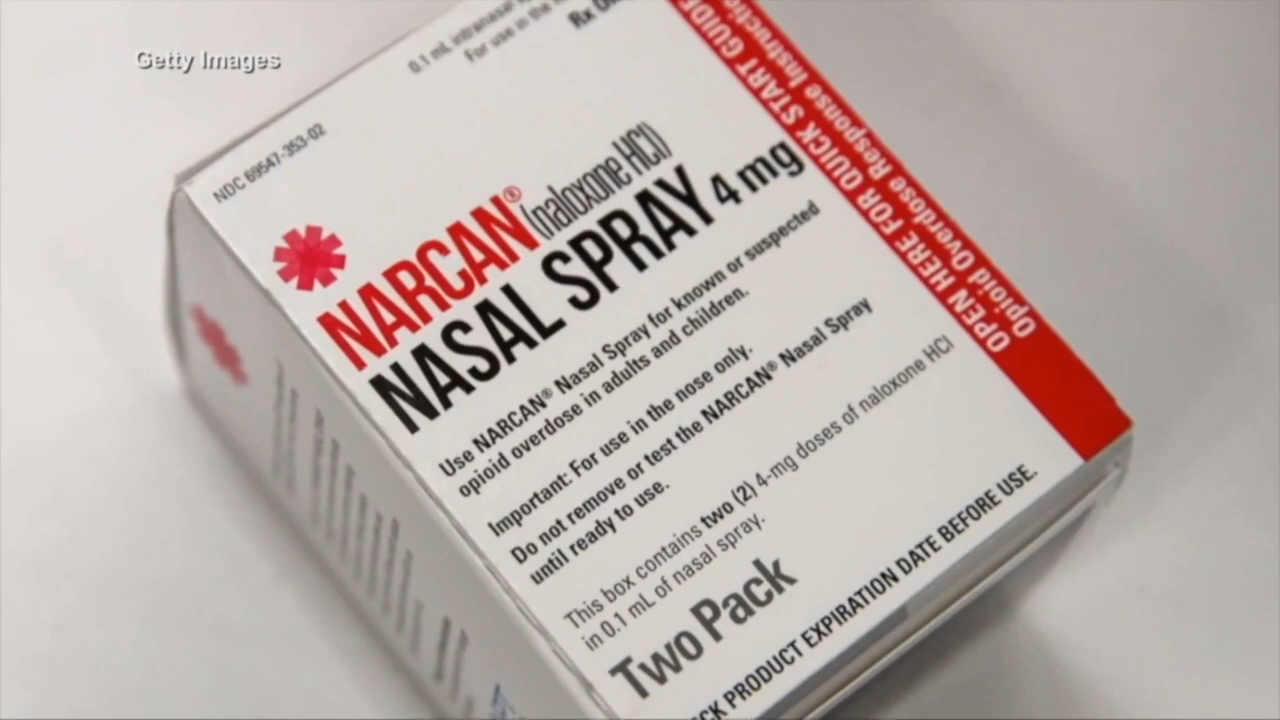 Getty Images
0.1 mL intranasal
For use in the
Rx
NDC 69547-353-02
NARCAN® (naloxone HCl)
NASAL SPRAY 4 mg
Use NARCAN® Nasal Spray for known or suspected
opioid overdose in adults and children.
Important: For use in the nose only.
Do not remove or test the NARCAN® Nasal Spray
until ready to use.
This box contains two (2) 4-mg doses of naloxone HCl
in 0.1 mL of nasal spray.
Two Pack
CK PRODUCT EXPIRATION DATE BEFORE USE.
OPEN HERE FOR QUICK START GUIDE
Opioid Overdose Response